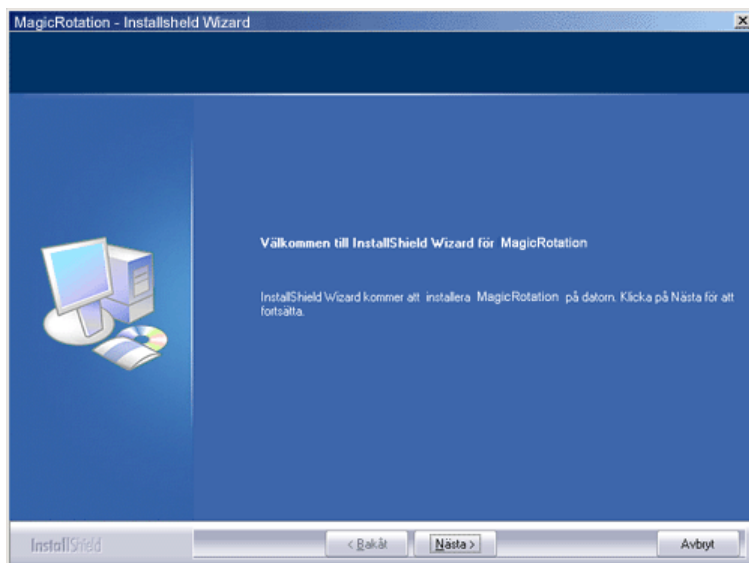 MagicRotation - Installsheld Wizard
Välkommen till InstallShield Wizard för MagicRotation
InstallShield Wizard kommer att installera MagicRotation på datorn. Klicka på Nästa för att
fortsätta.
InstallShield
< Bakåt
Nästa >
Avbryt